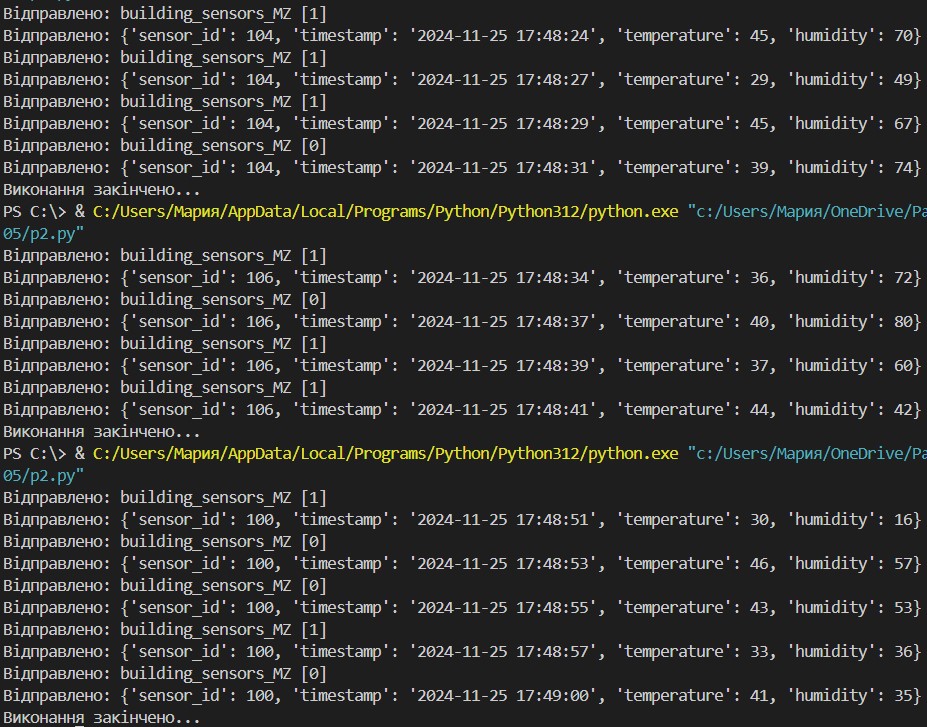 Відправлено: building_sensors_MZ [1]
Відправлено: {'sensor_id': 104, 'timestamp': '2024-11-25 17:48:24', 'temperature': 45, 'humidity': 70}
Відправлено: building_sensors_MZ [1]
Відправлено: {'sensor_id': 104, 'timestamp': '2024-11-25 17:48:27', 'temperature': 29, 'humidity': 49}
Відправлено: building_sensors_MZ [1]
Відправлено: {'sensor_id': 104, 'timestamp': '2024-11-25 17:48:29', 'temperature': 45, 'humidity': 67}
Відправлено: building_sensors_MZ [0]
Відправлено: {'sensor_id': 104, 'timestamp': '2024-11-25 17:48:31', 'temperature': 39, 'humidity': 74}
Виконання закінчено...
PS C:\> & C:/Users/Мария/AppData/Local/Programs/Python/Python312/python.exe "c:/Users/Мария/OneDrive/Pa
05/p2.py"
Відправлено: building_sensors_MZ [1]
Відправлено: {'sensor_id': 106, 'timestamp': '2024-11-25 17:48:34', 'temperature': 36, 'humidity': 72}
Відправлено: building_sensors_MZ [0]
Відправлено: {'sensor_id': 106, 'timestamp': '2024-11-25 17:48:37', 'temperature': 40, 'humidity': 80}
Відправлено: building_sensors_MZ [1]
Відправлено: {'sensor_id': 106, 'timestamp': '2024-11-25 17:48:39', 'temperature': 37, 'humidity': 60}
Відправлено: building_sensors_MZ [1]
Відправлено: {'sensor_id': 106, 'timestamp': '2024-11-25 17:48:41', 'temperature': 44, 'humidity': 42}
Виконання закінчено...
PS C:\> & C:/Users/Мария/AppData/Local/Programs/Python/Python312/python.exe "c:/Users/Мария/OneDrive/Pa
05/p2.py"
Відправлено: building_sensors_MZ [1]
Відправлено: {'sensor_id': 100, 'timestamp': '2024-11-25 17:48:51', 'temperature': 30, 'humidity': 16}
Відправлено: building_sensors_MZ [0]
Відправлено: {'sensor_id': 100, 'timestamp': '2024-11-25 17:48:53', 'temperature': 46, 'humidity': 57}
Відправлено: building_sensors_MZ [0]
Відправлено: {'sensor_id': 100, 'timestamp': '2024-11-25 17:48:55', 'temperature': 43, 'humidity': 53}
Відправлено: building_sensors_MZ [1]
Відправлено: {'sensor_id': 100, 'timestamp': '2024-11-25 17:48:57', 'temperature': 33, 'humidity': 36}
Відправлено: building_sensors_MZ [0]
Відправлено: {'sensor_id': 100, 'timestamp': '2024-11-25 17:49:00', 'temperature': 41, 'humidity': 35}
Виконання закінчено...